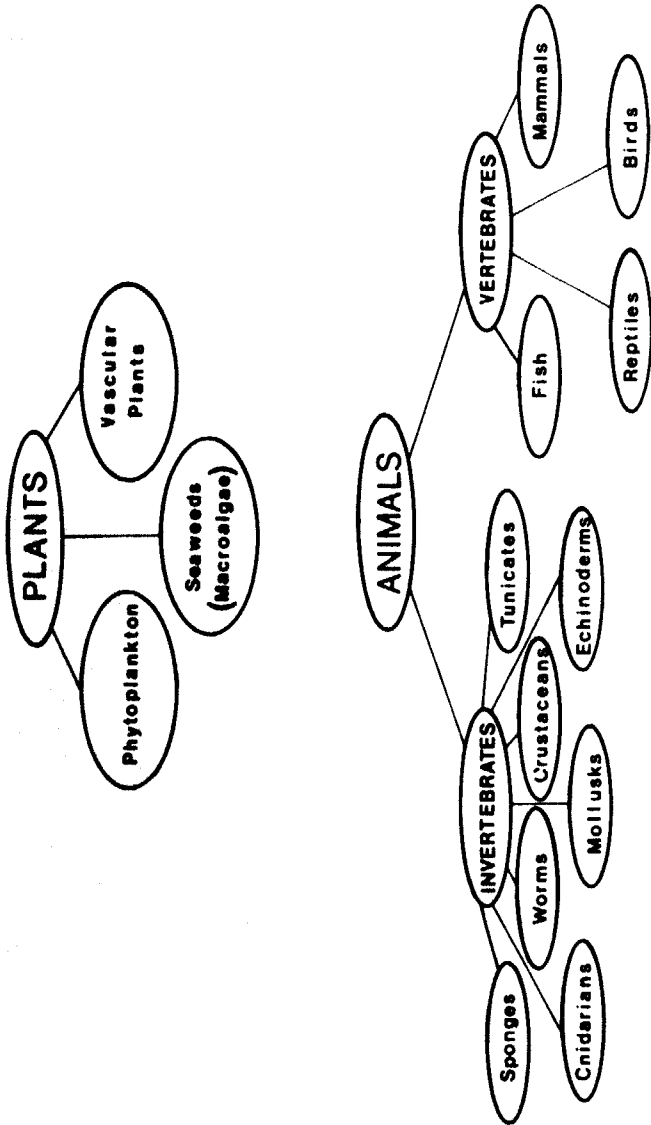 PLANTS
Phytoplankton
Seaweeds
(Macroalgae)
Vascular
Plants
ANIMALS
INVERTEBRATES
Sponges
Cnidarians
Worms
Mollusks
Crustaceans
Echinoderms
Tunicates
VERTEBRATES
Fish
Reptiles
Birds
Mammals